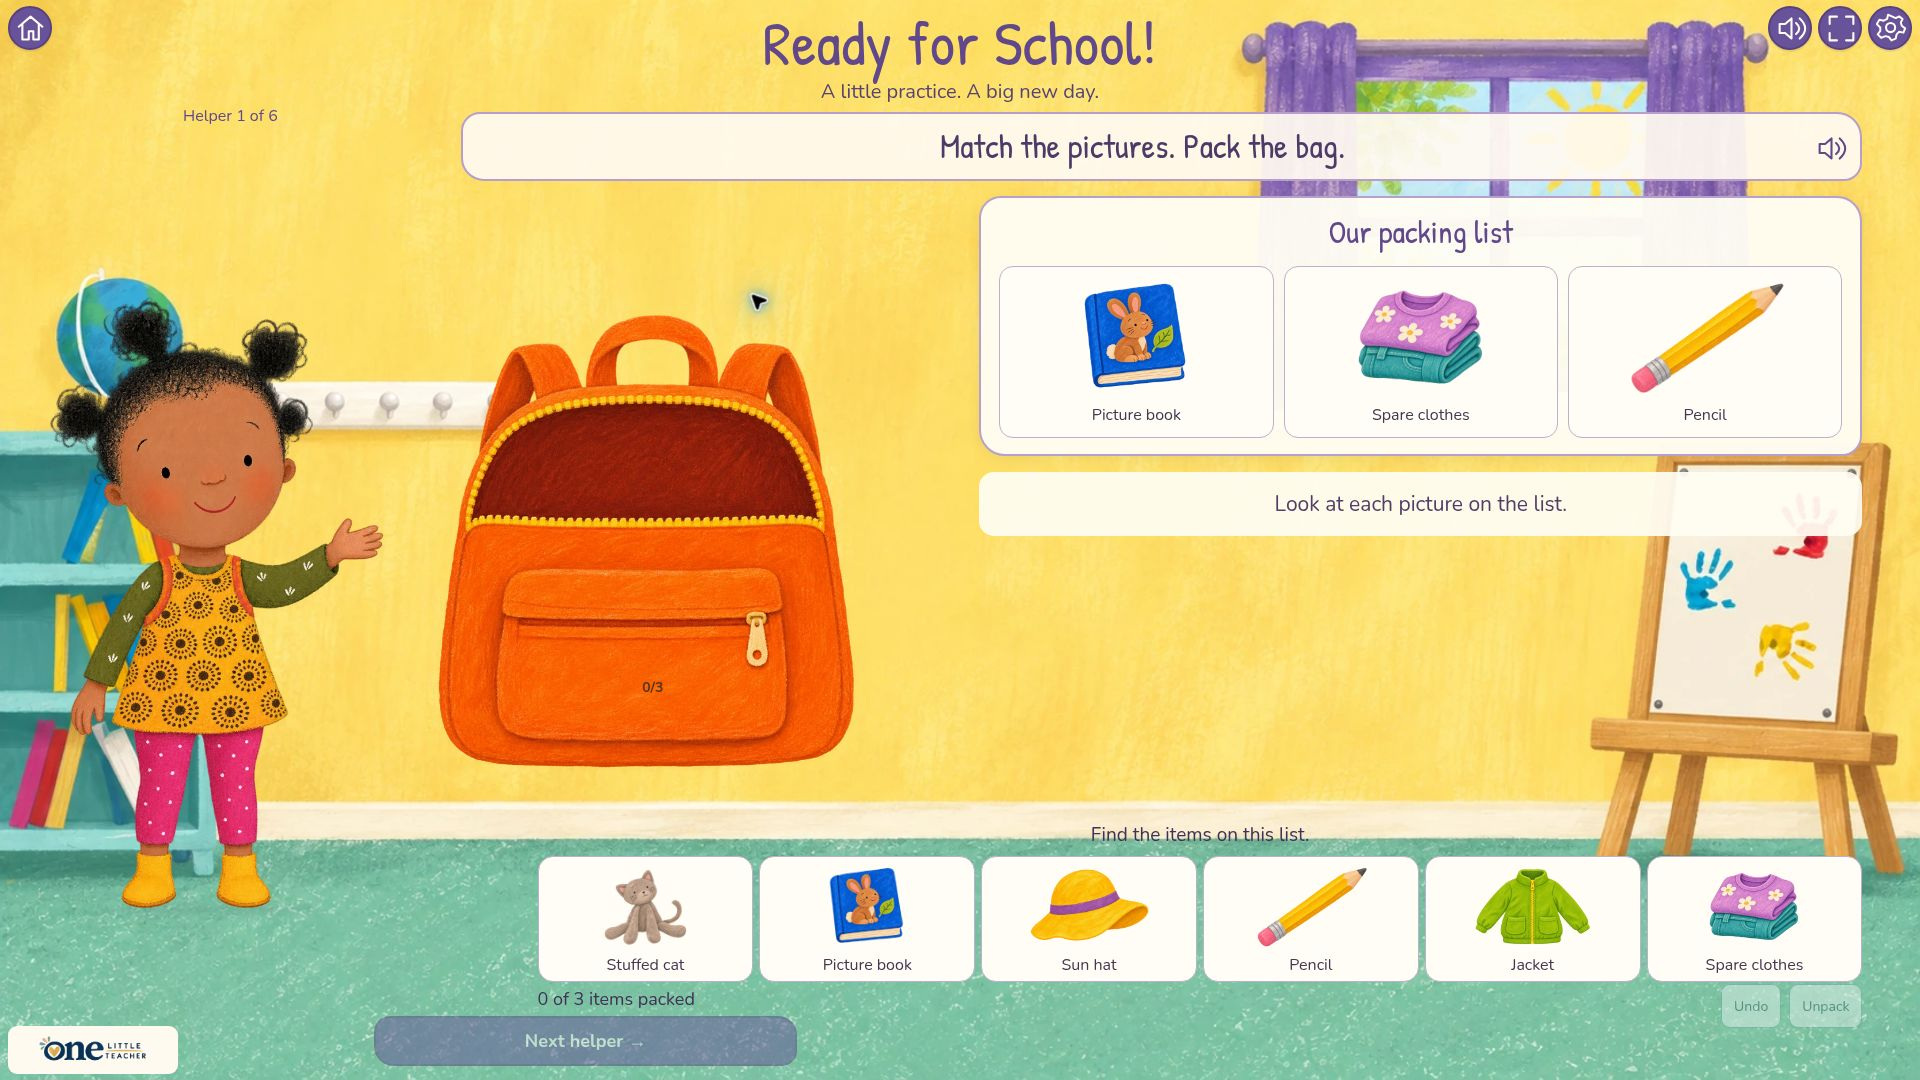 Ready for School!
A little practice. A big new day.
Helper 1 of 6
Match the pictures. Pack the bag.
Our packing list
Picture book
Spare clothes
Pencil
Look at each picture on the list.
0/3
Find the items on this list.
Stuffed cat
Picture book
Sun hat
Pencil
Jacket
Spare clothes
0 of 3 items packed
Undo
Unpack
Next helper →
one LITTLE TEACHER